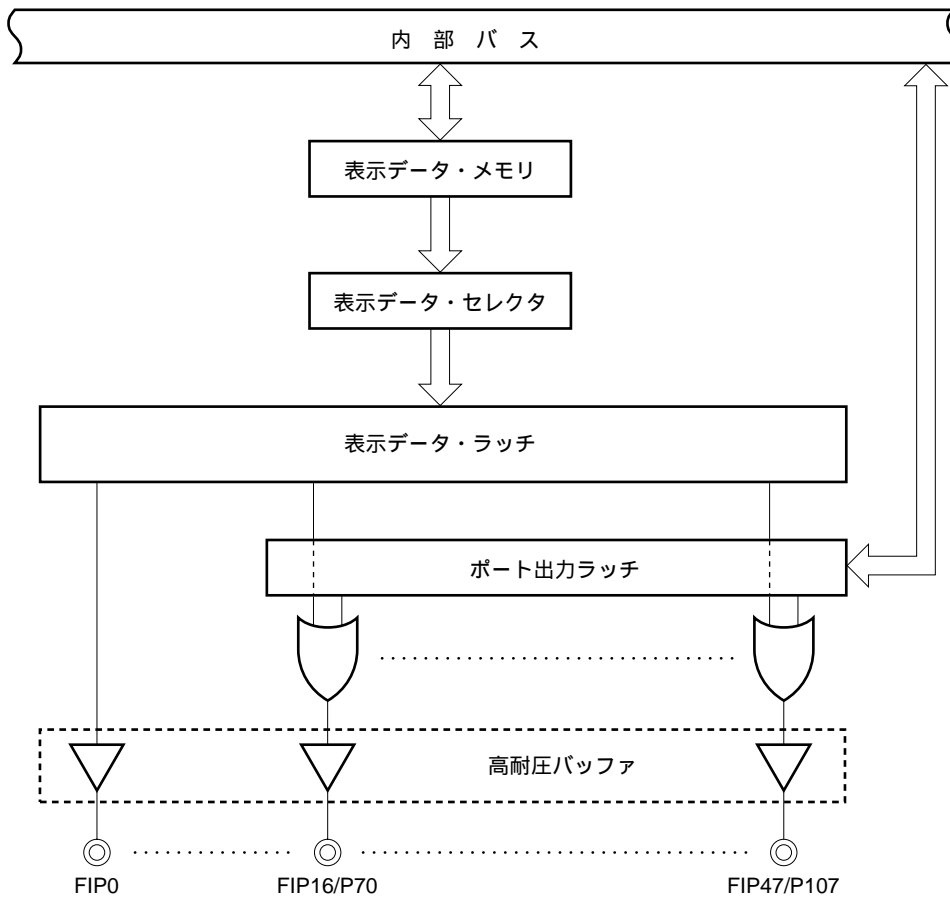 内 部 バ ス
表示データ・メモリ
表示データ・セレクタ
表示データ・ラッチ
ポート出力ラッチ
高耐圧バッファ
FIP0
FIP16/P70
FIP47/P107